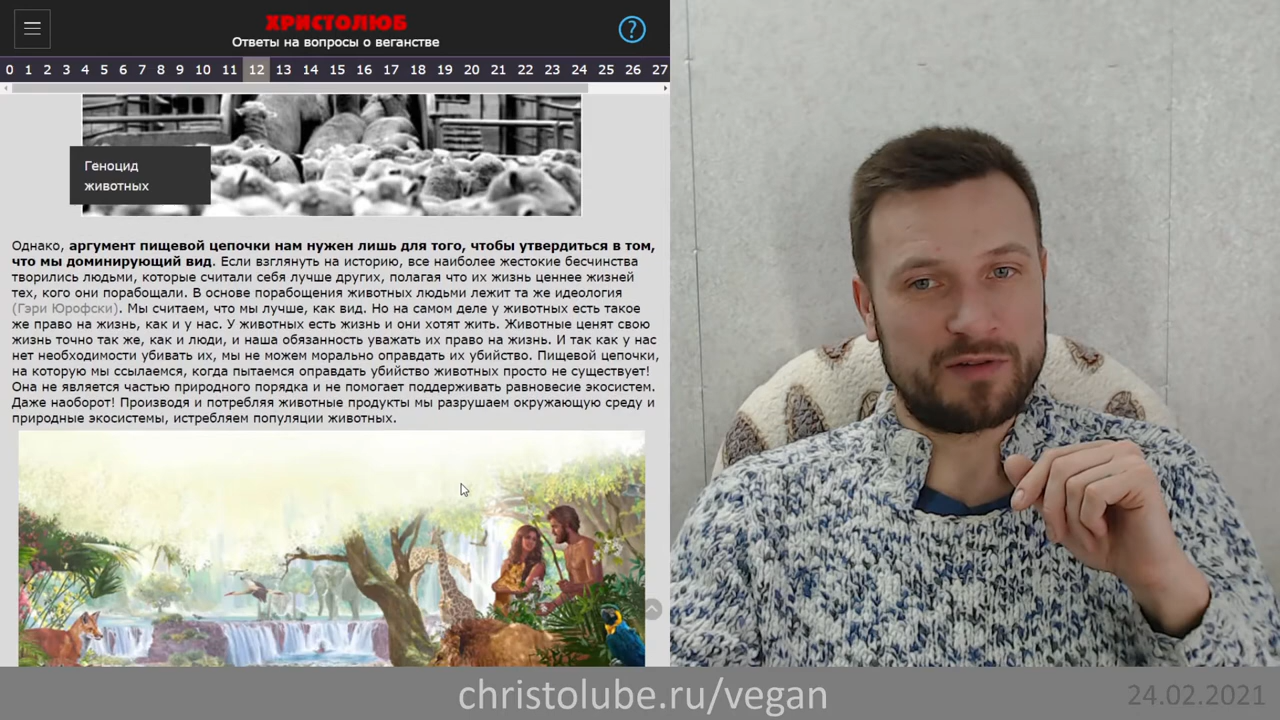 ХРИСТОЛЮБ
Ответы на вопросы о веганстве
?
0 1 2 3 4 5 6 7 8 9 10 11 12 13 14 15 16 17 18 19 20 21 22 23 24 25 26 27
Геноцид
животных
Однако, аргумент пищевой цепочки нам нужен лишь для того, чтобы утвердиться в том,
что мы доминирующий вид. Если взглянуть на историю, все наиболее жестокие бесчинства
творились людьми, которые считали себя лучше других, полагая что их жизнь ценнее жизней
тех, кого они порабощали. В основе порабощения животных людьми лежит та же идеология
(Гэри Юрофски). Мы считаем, что мы лучше, как вид. Но на самом деле у животных есть такое
же право на жизнь, как и у нас. У животных есть жизнь и они хотят жить. Животные ценят свою
жизнь точно так же, как и люди, и наша обязанность уважать их право на жизнь. И так как у нас
нет необходимости убивать их, мы не можем морально оправдать их убийство. Пищевой цепочки,
на которую мы ссылаемся, когда пытаемся оправдать убийство животных просто не существует!
Она не является частью природного порядка и не помогает поддерживать равновесие экосистем.
Даже наоборот! Производя и потребляя животные продукты мы разрушаем окружающую среду и
природные экосистемы, истребляем популяции животных.
christolube.ru/vegan
24.02.2021